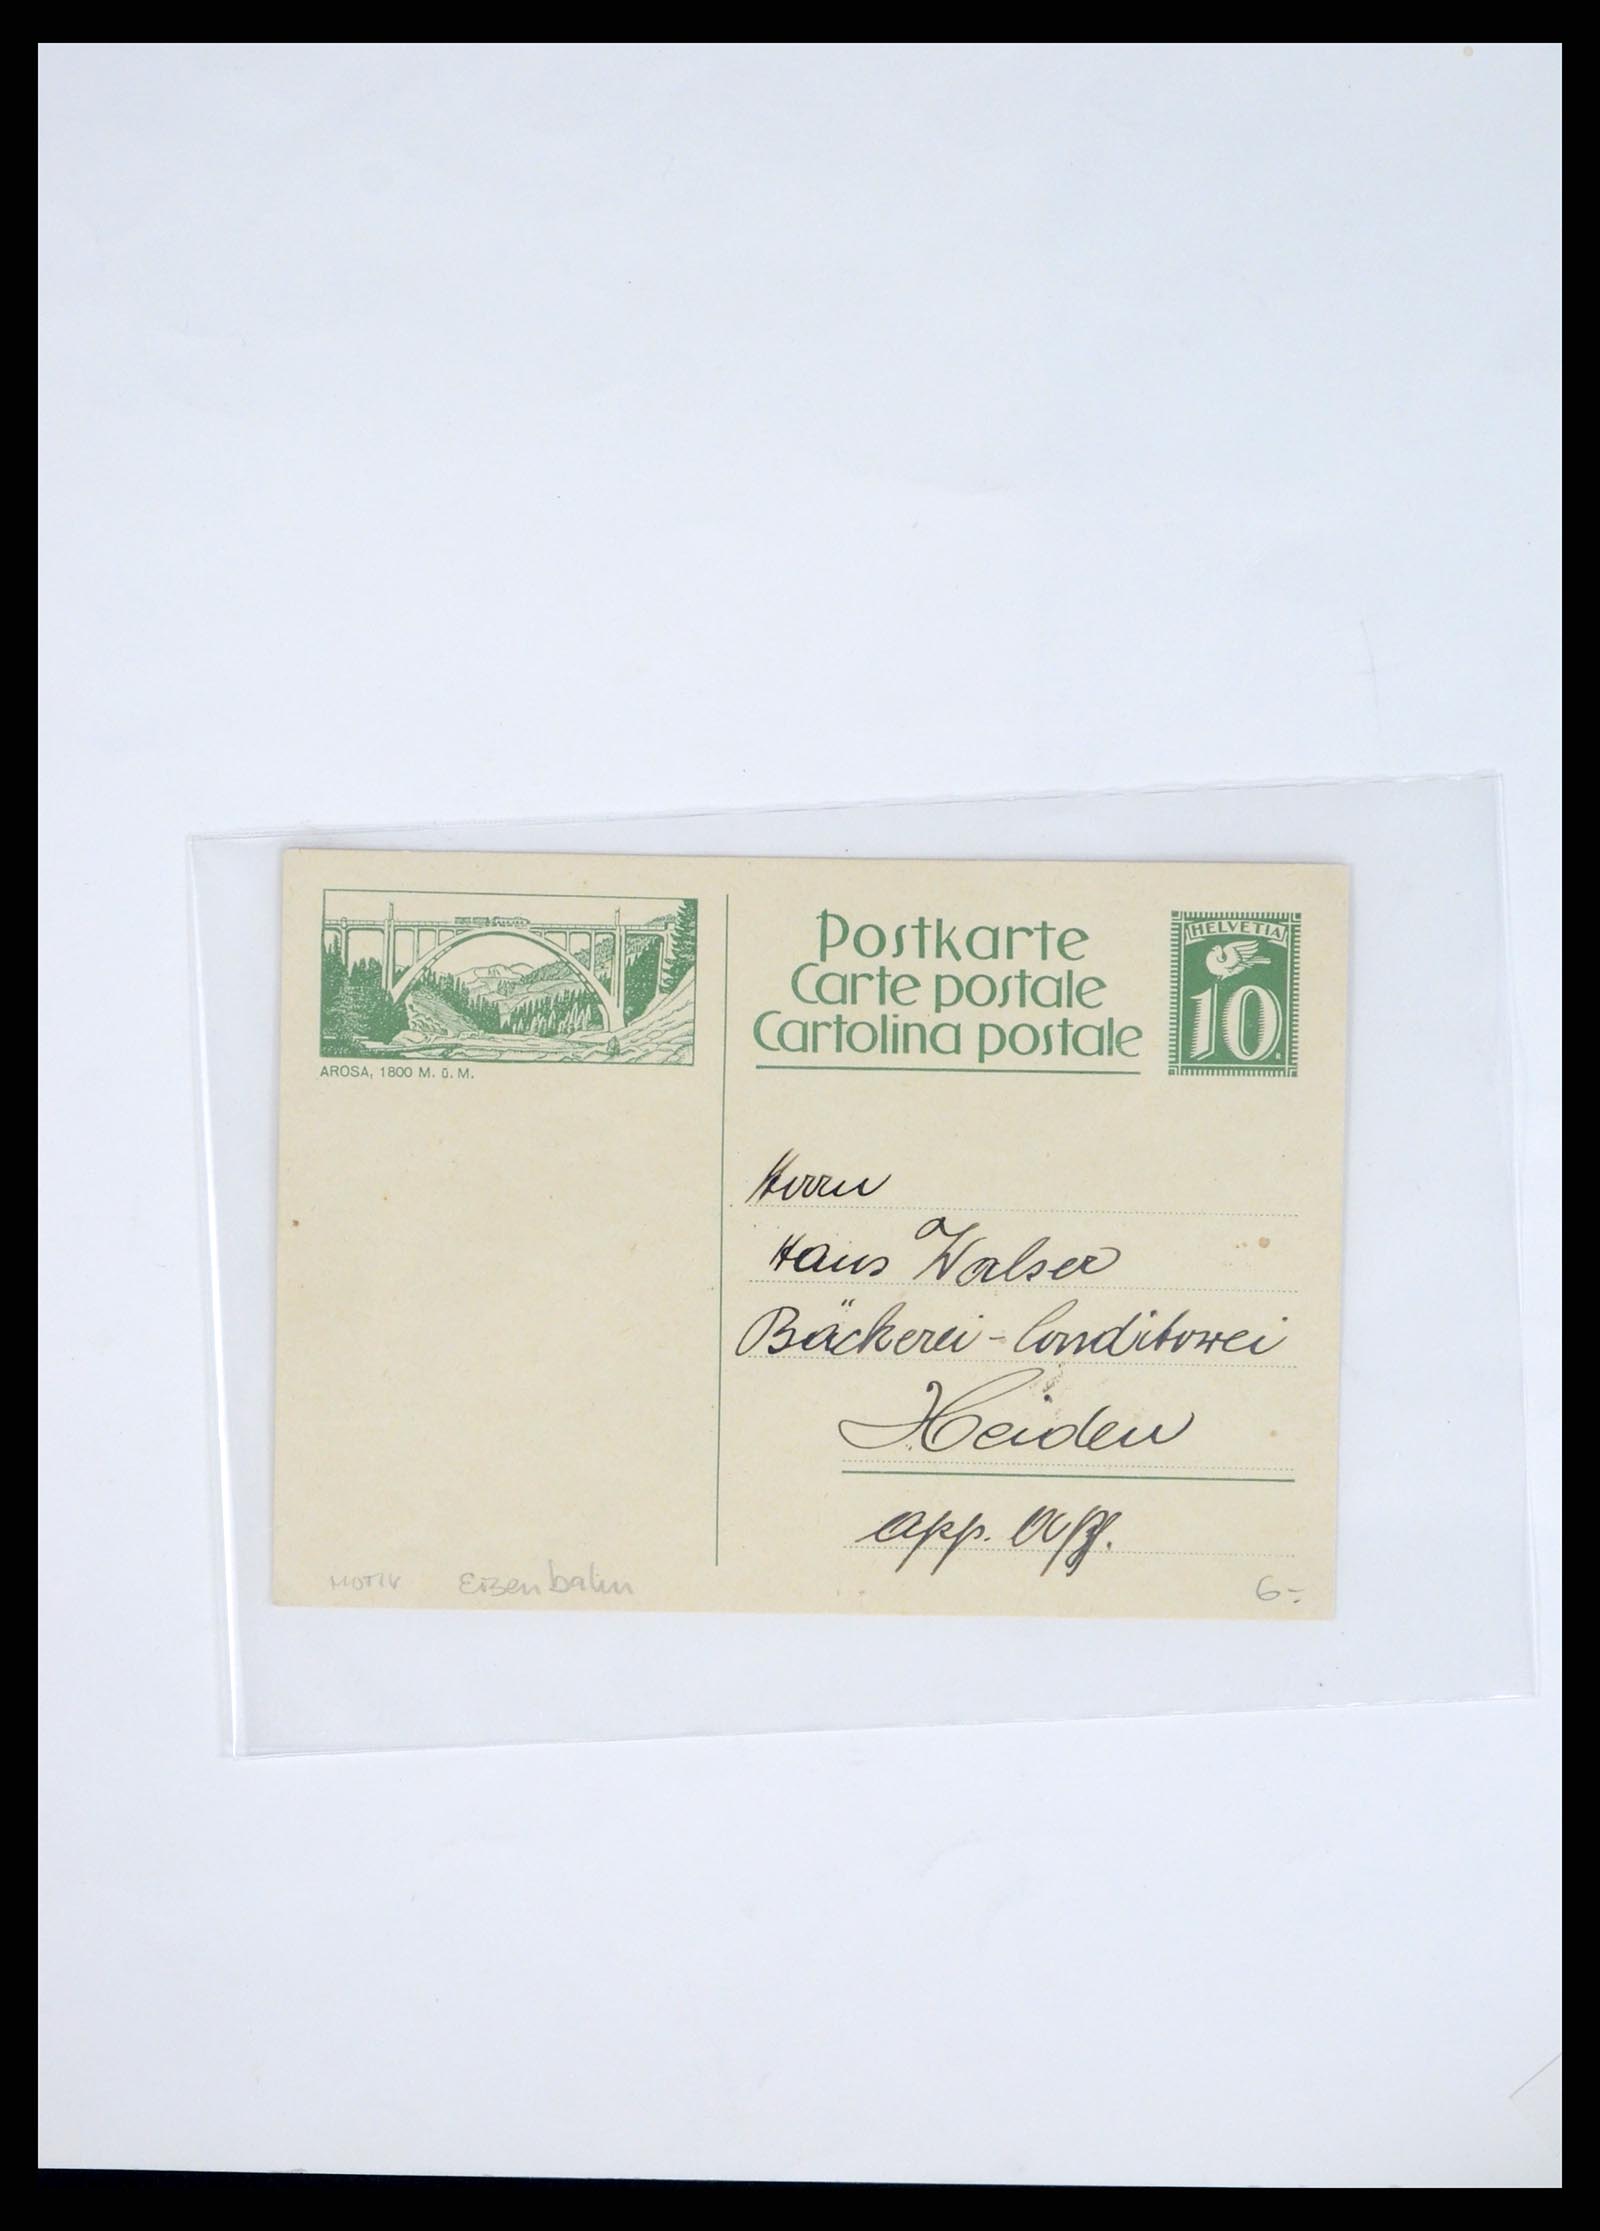 AROSA, 1800 M. ü. M.
Postkarte
Carte postale
Cartolina postale
HELVETIA
10
Herrn
Hans Walser
Bäckerei - Conditorei
Heiden
app.
MOTIV Eisenbahn
6.-